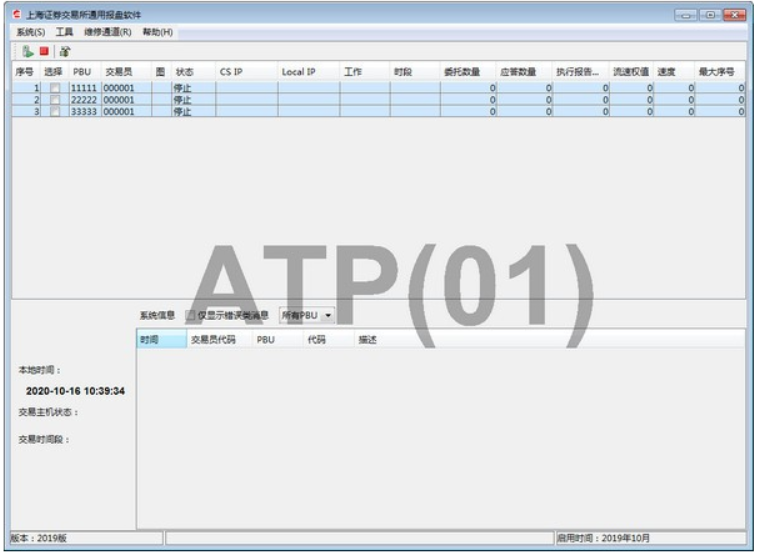 上海证券交易所通用报盘软件
系统(S) 工具 维修通道(R) 帮助(H)
序号 选择 PBU 交易员 图 状态 CS IP Local IP 工作 时段 委托数量 应答数量 执行报告... 流速权值 速度 最大序号
1 11111 000001 停止 0 0 0 0 0 0
2 22222 000001 停止 0 0 0 0 0 0
3 33333 000001 停止 0 0 0 0 0 0
ATP(01)
系统信息 仅显示错误类消息 所有PBU
时间 交易员代码 PBU 代码 描述
本地时间：
2020-10-16 10:39:34
交易主机状态：
交易时间段：
版本：2019版 启用时间：2019年10月